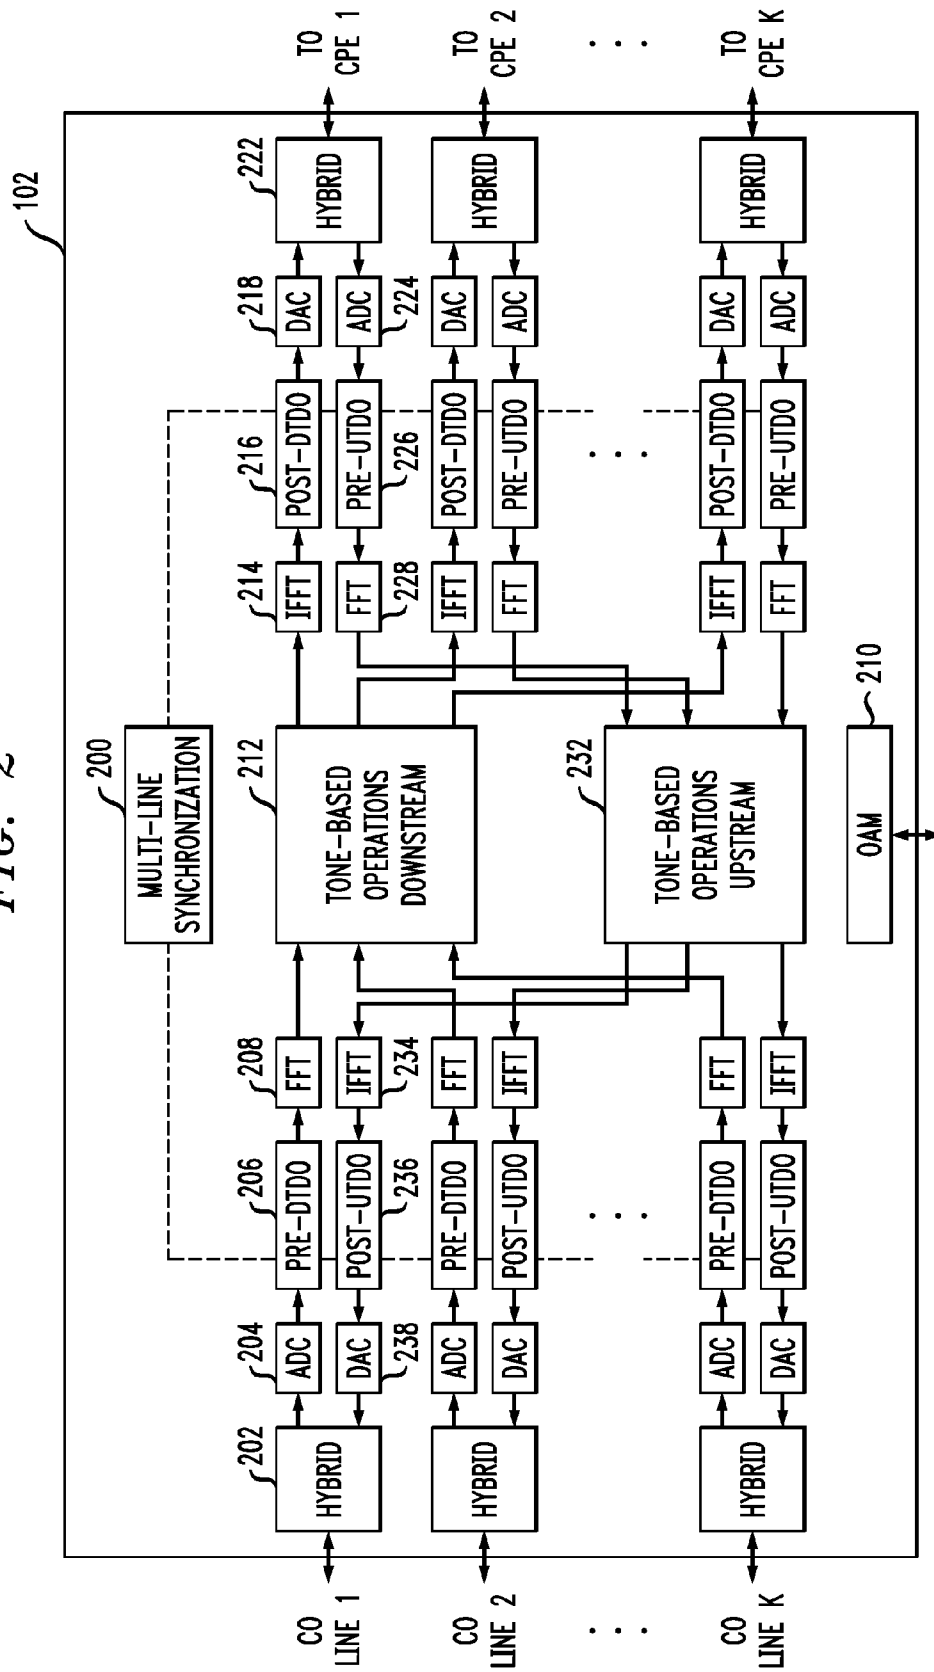 FIG. 2
102
200
MULTI-LINE
SYNCHRONIZATION
202
204
206
208
212
214
216
218
222
CO
LINE 1
HYBRID
ADC
PRE-DTDO
FFT
TONE-BASED
OPERATIONS
DOWNSTREAM
IFFT
POST-DTDO
DAC
HYBRID
TO
CPE 1
DAC
POST-UTDO
IFFT
FFT
PRE-UTDO
ADC
238
236
234
228
226
224
CO
LINE 2
HYBRID
ADC
PRE-DTDO
FFT
IFFT
POST-DTDO
DAC
HYBRID
TO
CPE 2
DAC
POST-UTDO
IFFT
FFT
PRE-UTDO
ADC
. . .
. . .
. . .
. . .
232
TONE-BASED
OPERATIONS
UPSTREAM
CO
LINE K
HYBRID
ADC
PRE-DTDO
FFT
IFFT
POST-DTDO
DAC
HYBRID
TO
CPE K
DAC
POST-UTDO
IFFT
FFT
PRE-UTDO
ADC
210
OAM